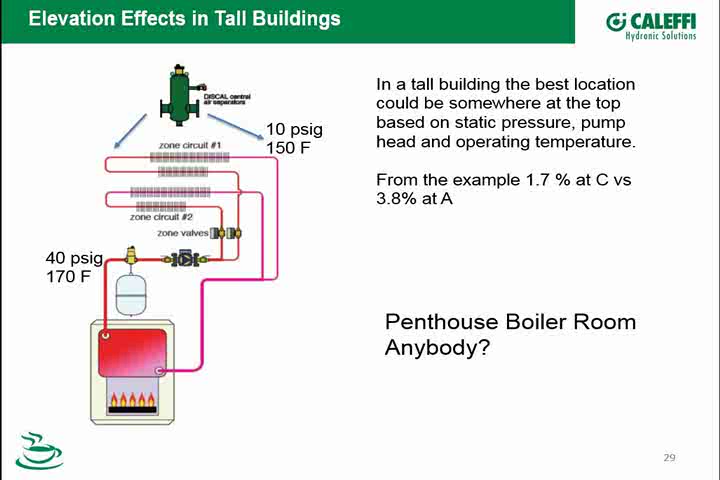 Elevation Effects in Tall Buildings
CALEFFI
Hydronic Solutions
DISCAL central
air separators
10 psig
150 F
zone circuit #1
zone circuit #2
zone valves
40 psig
170 F
In a tall building the best location
could be somewhere at the top
based on static pressure, pump
head and operating temperature.
From the example 1.7 % at C vs
3.8% at A
Penthouse Boiler Room
Anybody?
29